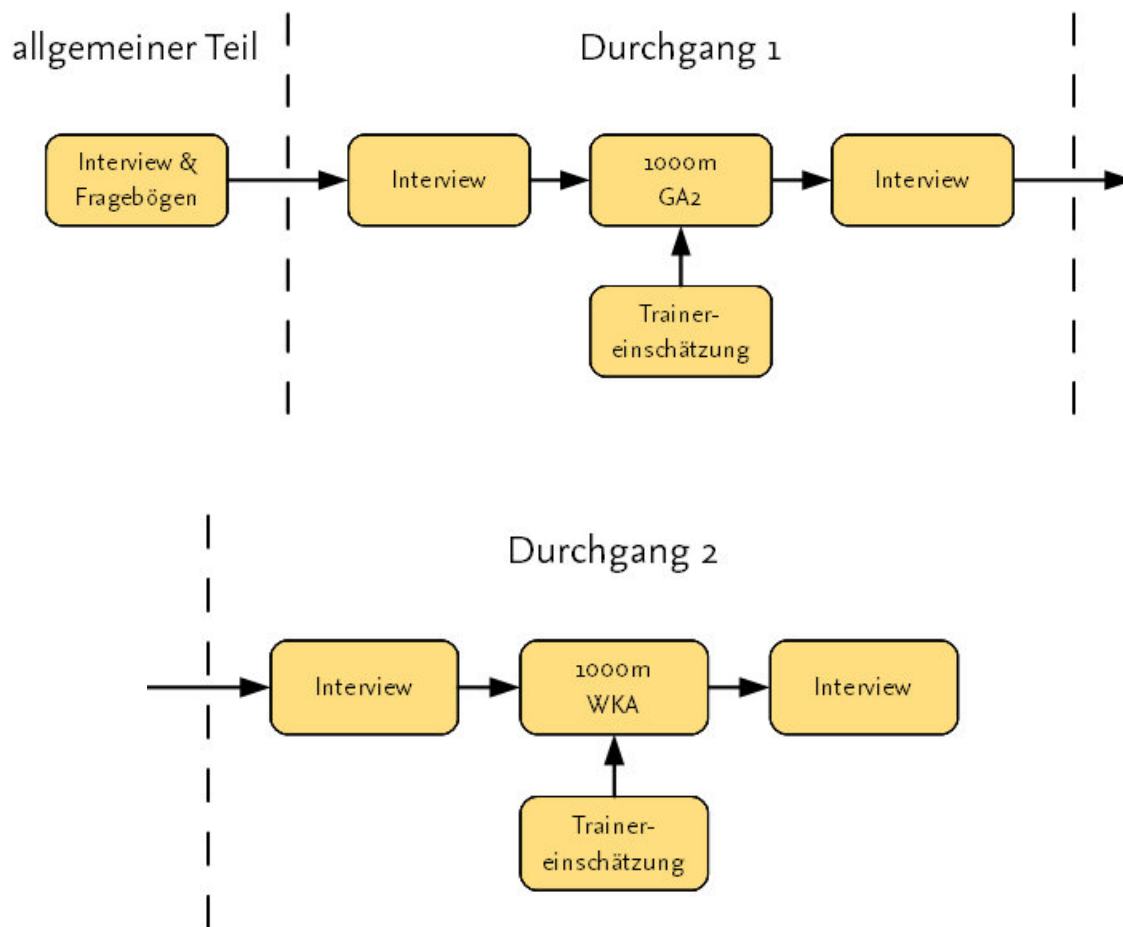 allgemeiner Teil
Durchgang 1
Interview &
Fragebögen
Interview
1000m
GA2
Interview
Trainer-
einschätzung
Durchgang 2
Interview
1000m
WKA
Interview
Trainer-
einschätzung